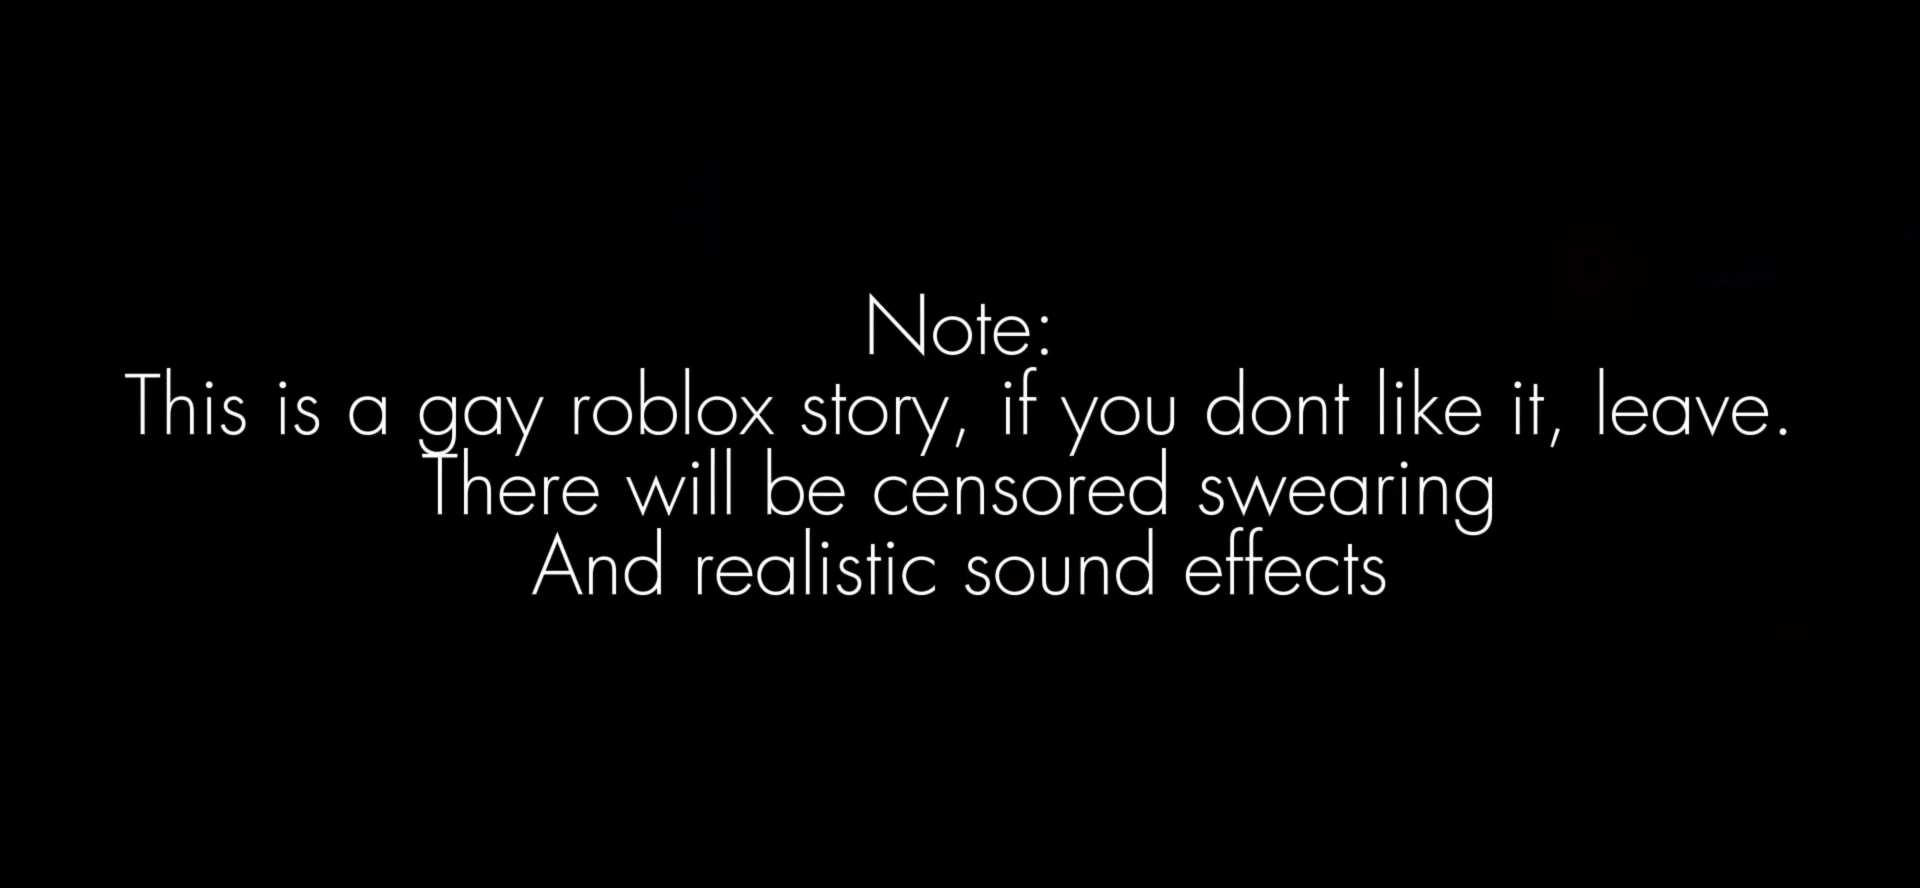 Note:
This is a gay roblox story, if you dont like it, leave.
There will be censored swearing
And realistic sound effects